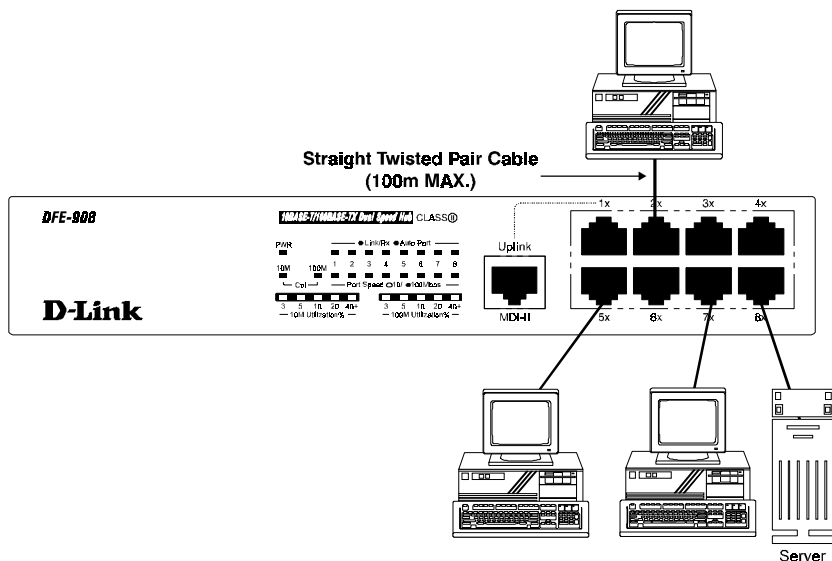 Straight Twisted Pair Cable
(100m MAX.)
DFE-908
10BASE-T/100BASE-TX Dual Speed Hub CLASS II
1x 2x 3x 4x
PWR
Link/Rx Auto Part
Uplink
10M 100M 1 2 3 4 5 6 7 8
Col Port Speed 10/ 100Mbps
D-Link
3 5 10 20 40+ 3 5 10 20 40+
10M Utilization% 100M Utilization%
MDI-II
5x 6x 7x 8x
Server